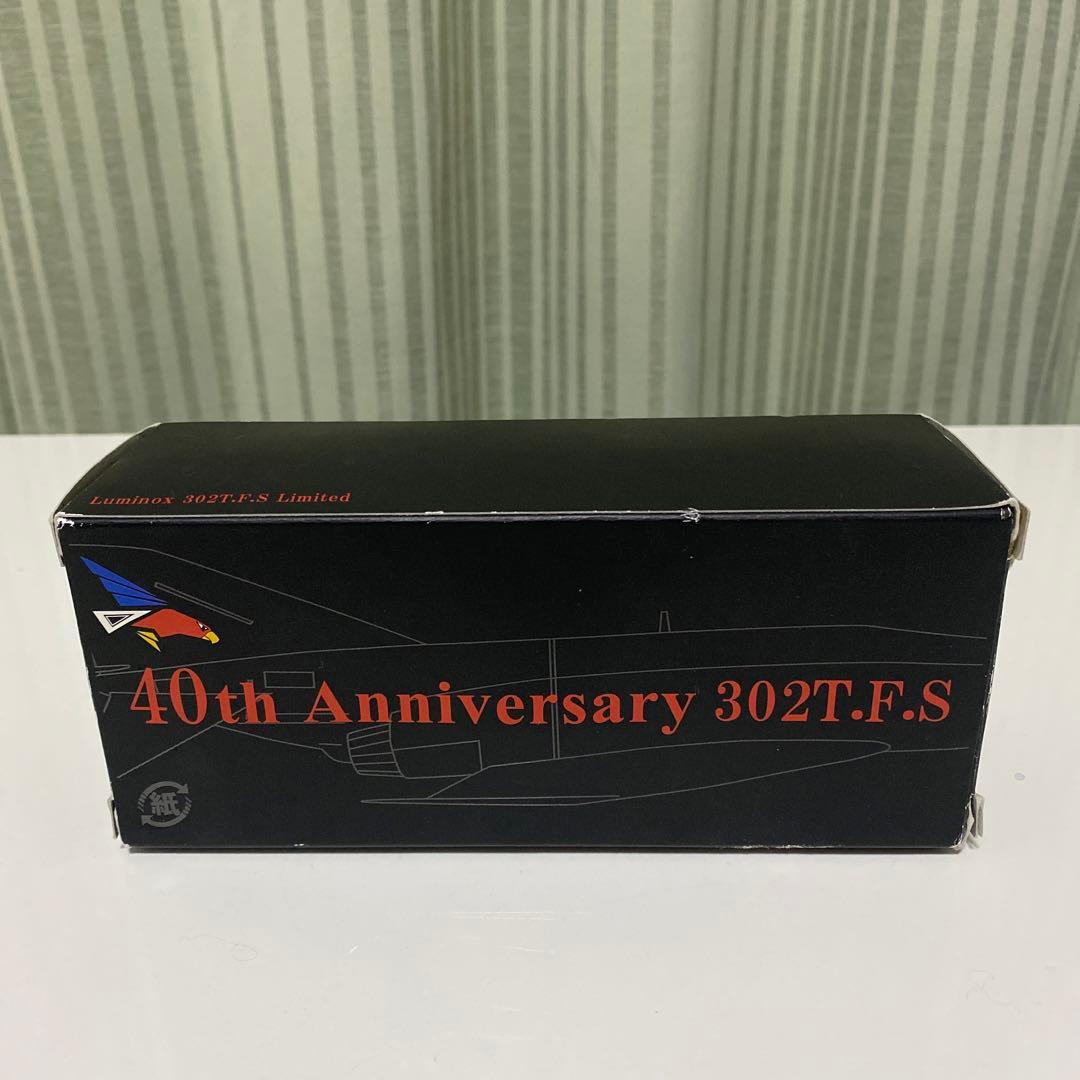 Luminox 302T.F.S Limited
40th Anniversary 302T.F.S
紙